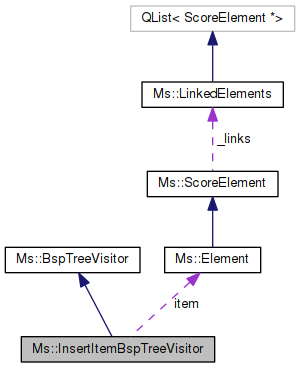 QList< ScoreElement *>
Ms::LinkedElements
_links
Ms::ScoreElement
Ms::BspTreeVisitor
Ms::Element
item
Ms::InsertItemBspTreeVisitor